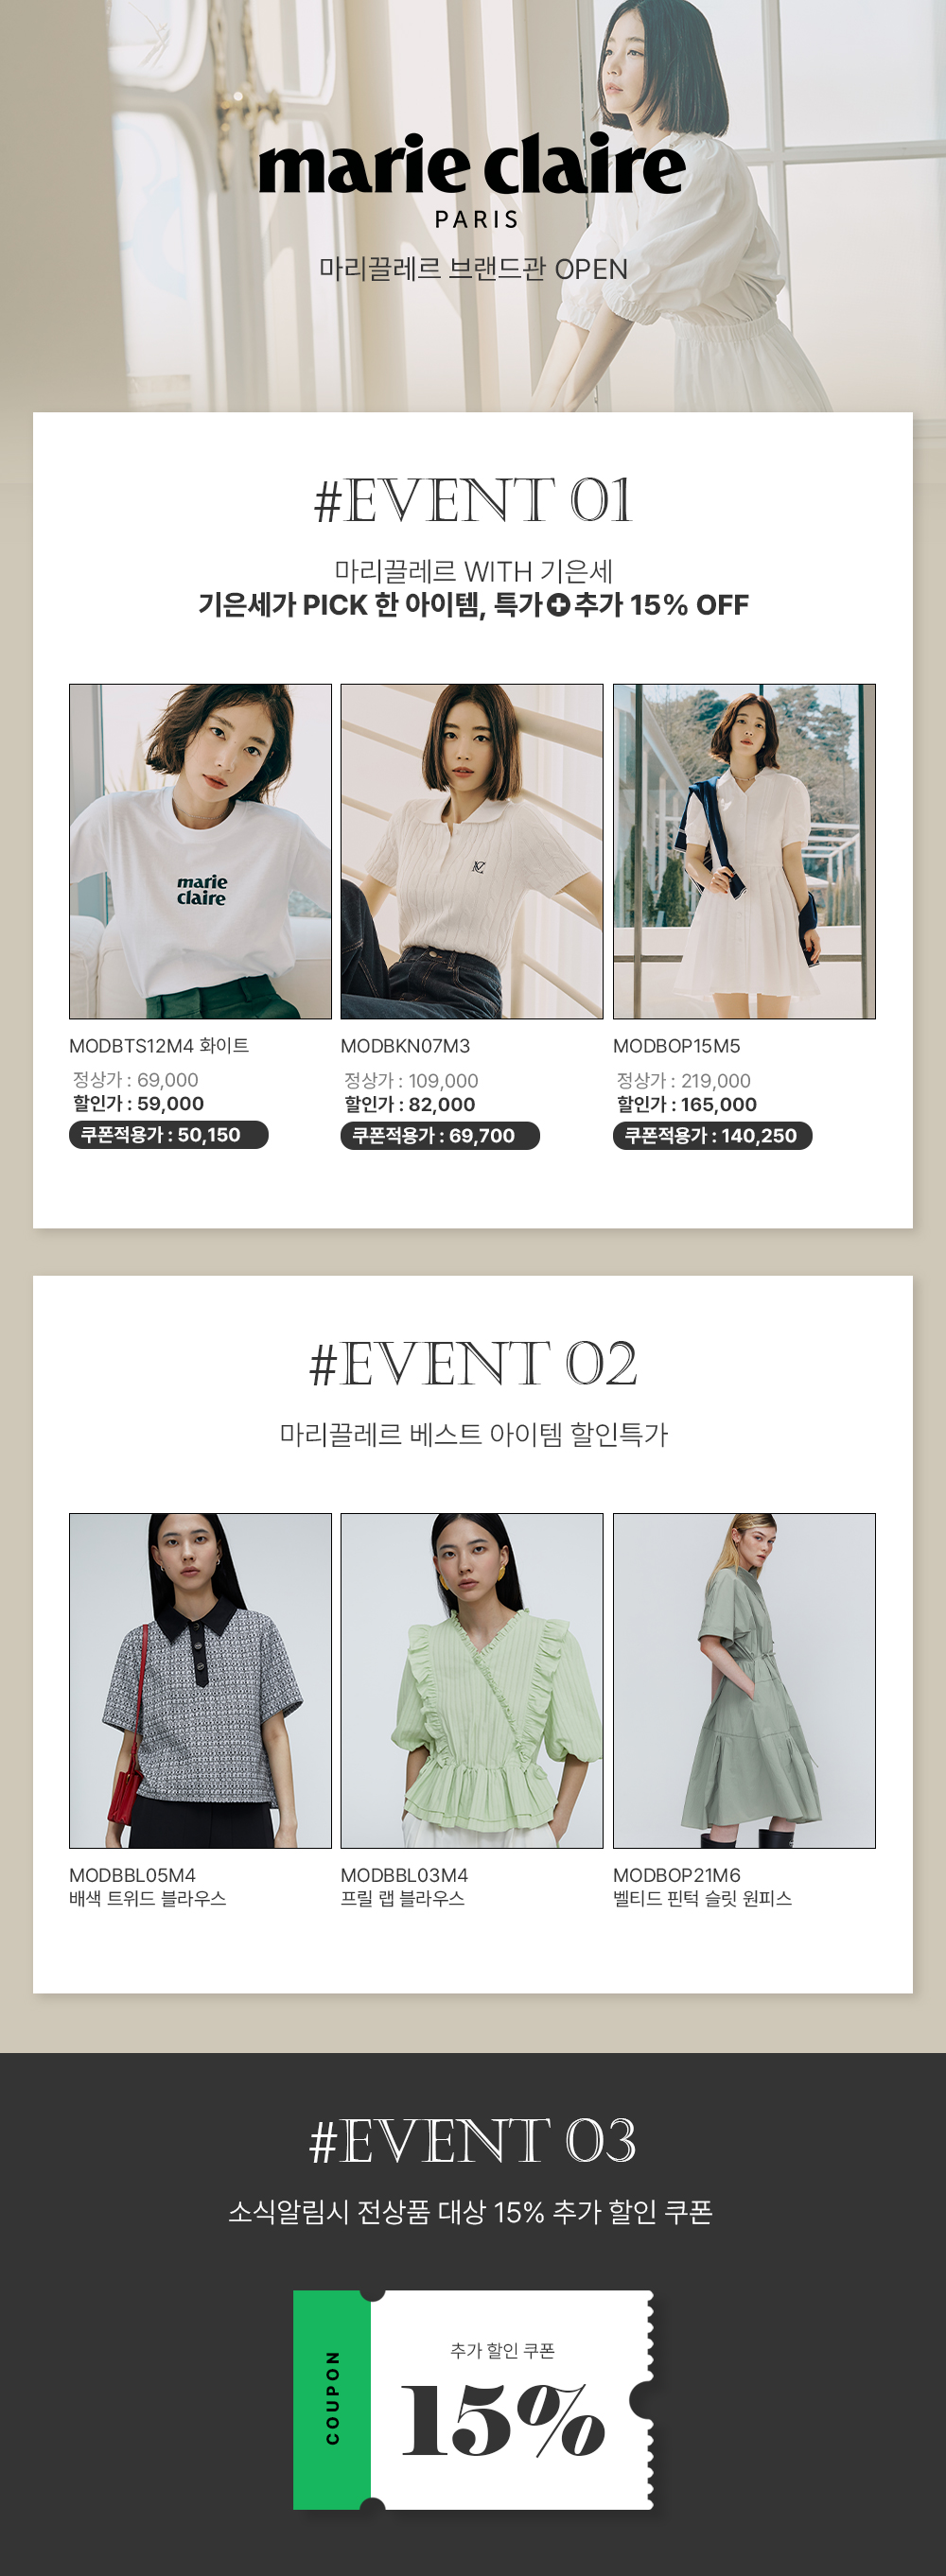 marie claire
PARIS
마리끌레르 브랜드관 OPEN
#EVENT 01
마리끌레르 WITH 기은세
기은세가 PICK 한 아이템, 특가+추가 15% OFF
marie
claire
MODBTS12M4 화이트
정상가 : 69,000
할인가 : 59,000
쿠폰적용가 : 50,150
MODBKN07M3
정상가 : 109,000
할인가 : 82,000
쿠폰적용가 : 69,700
MODBOP15M5
정상가 : 219,000
할인가 : 165,000
쿠폰적용가 : 140,250
#EVENT 02
마리끌레르 베스트 아이템 할인특가
MODBBL05M4
배색 트위드 블라우스
MODBBL03M4
프릴 랩 블라우스
MODBOP21M6
벨티드 핀턱 슬릿 원피스
#EVENT 03
소식알림시 전상품 대상 15% 추가 할인 쿠폰
COUPON
추가 할인 쿠폰
15%